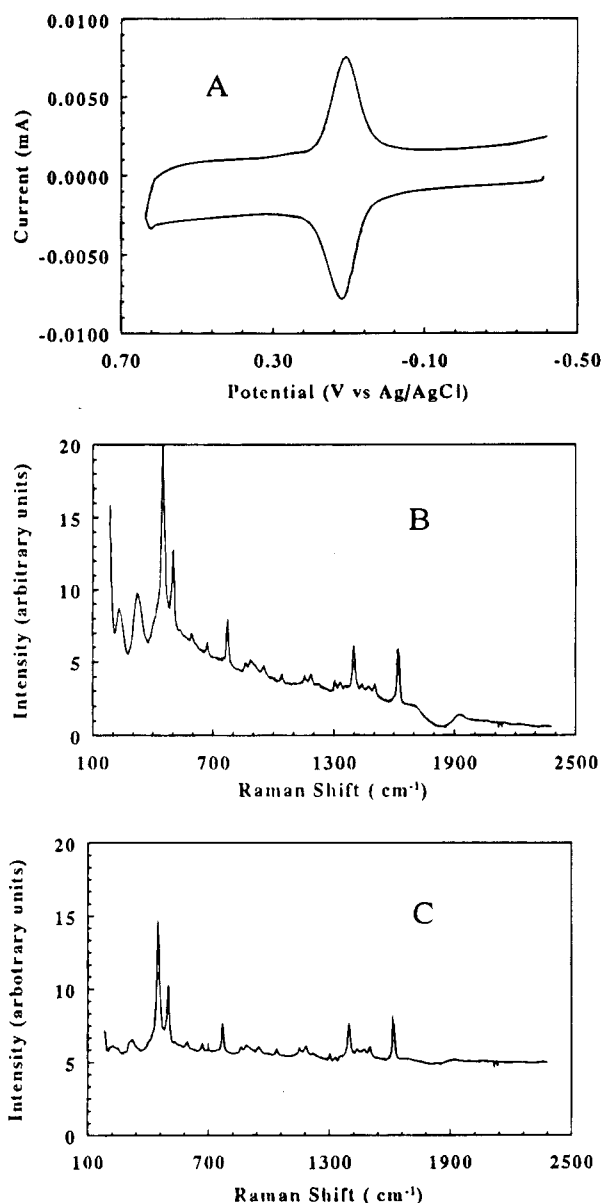 0.0100
0.0050
0.0000
-0.0050
-0.0100
Current (mA)
A
0.70 0.30 -0.10 -0.50
Potential (V vs Ag/AgCl)
20
15
10
5
0
Intensity (arbitrary units)
B
100 700 1300 1900 2500
Raman Shift ( cm⁻¹)
20
15
10
5
0
Intensity (arbotrary units)
C
100 700 1300 1900 2500
Raman Shift (cm⁻¹)